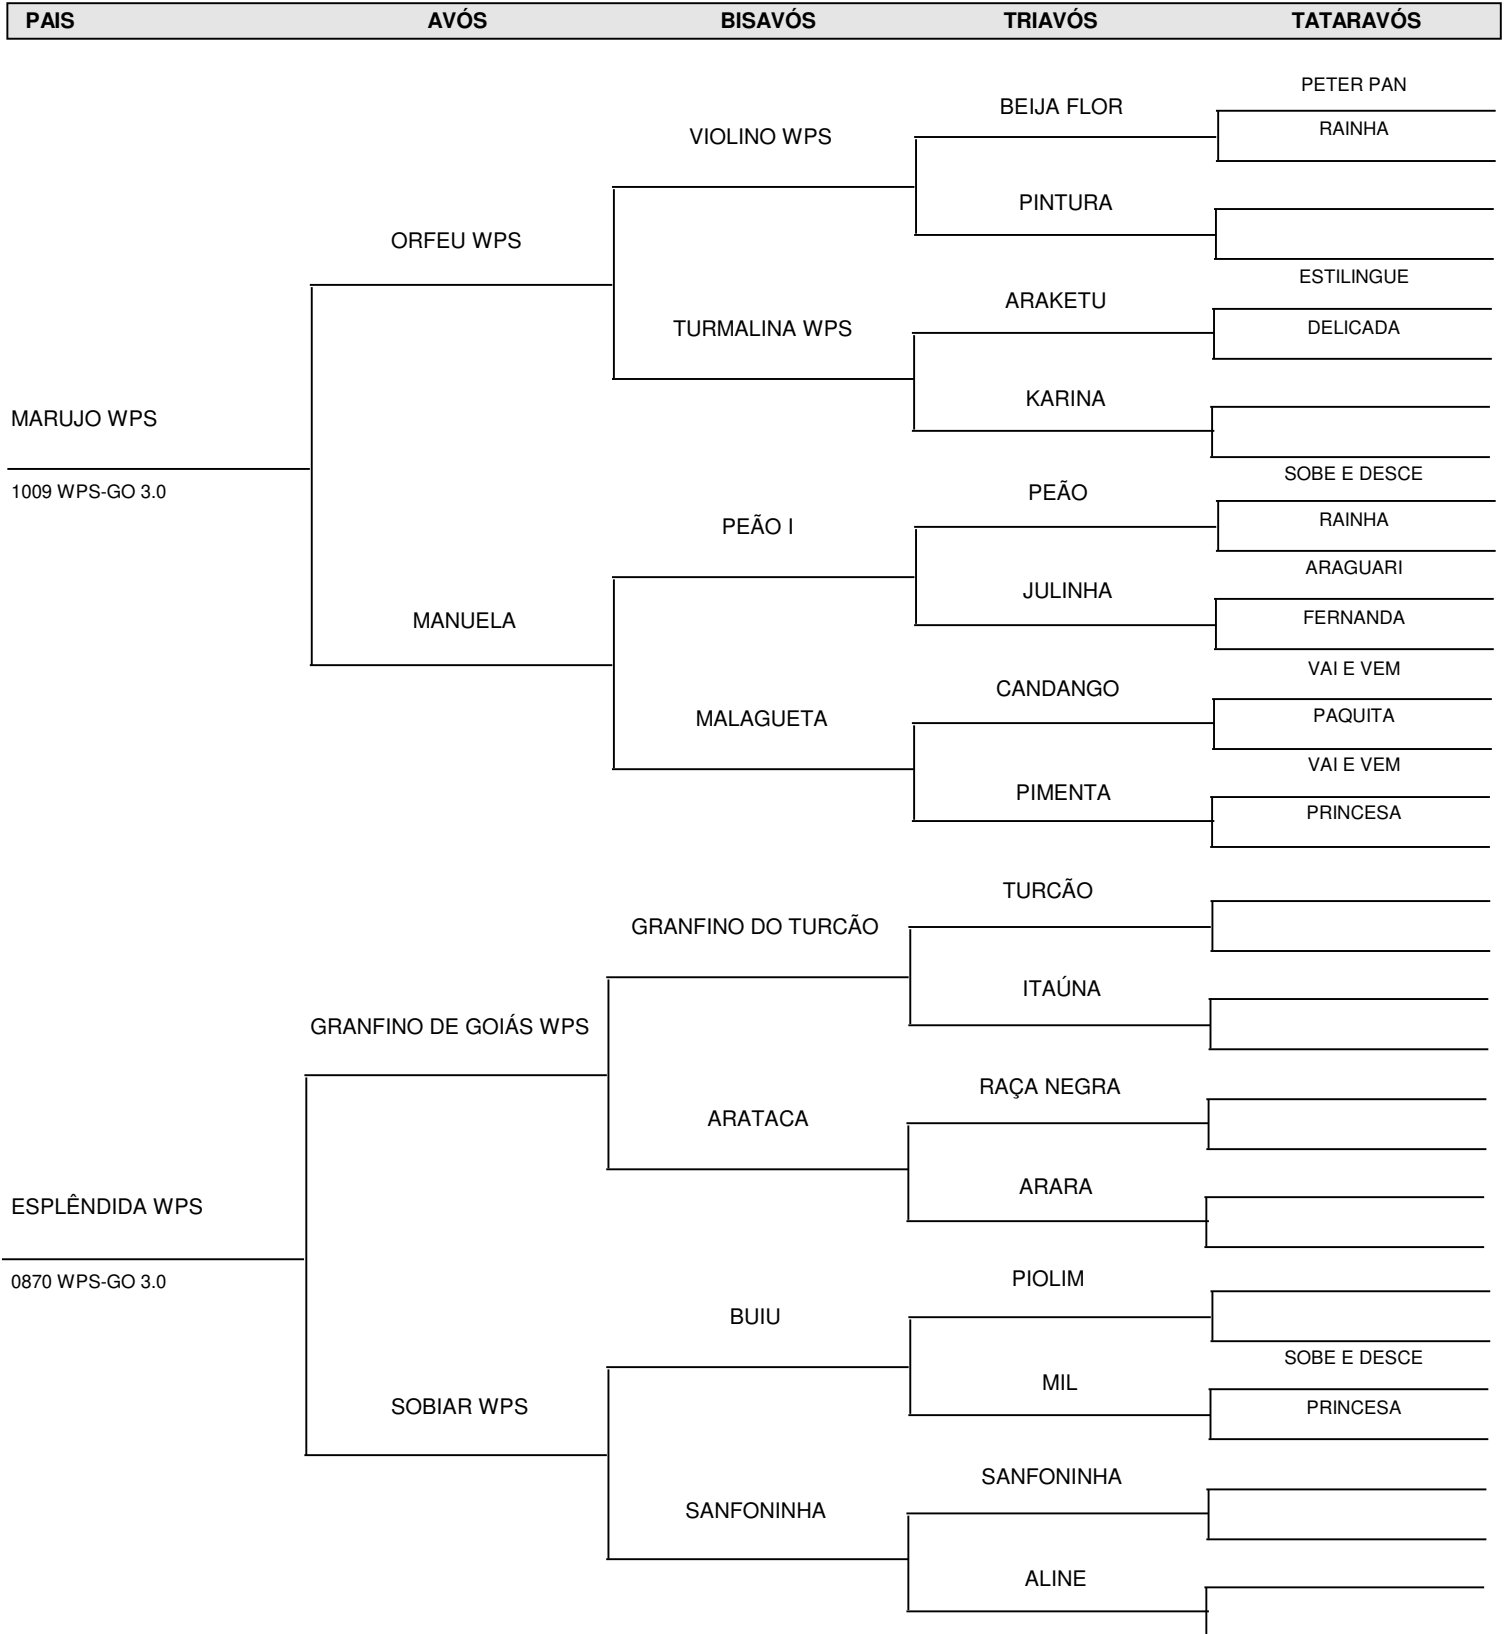 PAIS AVÓS BISAVÓS TRIAVÓS TATARAVÓS
PETER PAN
BEIJA FLOR
RAINHA
VIOLINO WPS
PINTURA
ORFEU WPS
ESTILINGUE
ARAKETU
TURMALINA WPS
DELICADA
KARINA
MARUJO WPS
SOBE E DESCE
1009 WPS-GO 3.0
PEÃO
RAINHA
PEÃO I
ARAGUARI
JULINHA
FERNANDA
MANUELA
VAI E VEM
CANDANGO
PAQUITA
MALAGUETA
VAI E VEM
PIMENTA
PRINCESA
TURCÃO
GRANFINO DO TURCÃO
ITAÚNA
GRANFINO DE GOIÁS WPS
RAÇA NEGRA
ARATACA
ARARA
ESPLÊNDIDA WPS
0870 WPS-GO 3.0
PIOLIM
BUIU
SOBE E DESCE
MIL
SOBIAR WPS
PRINCESA
SANFONINHA
SANFONINHA
ALINE